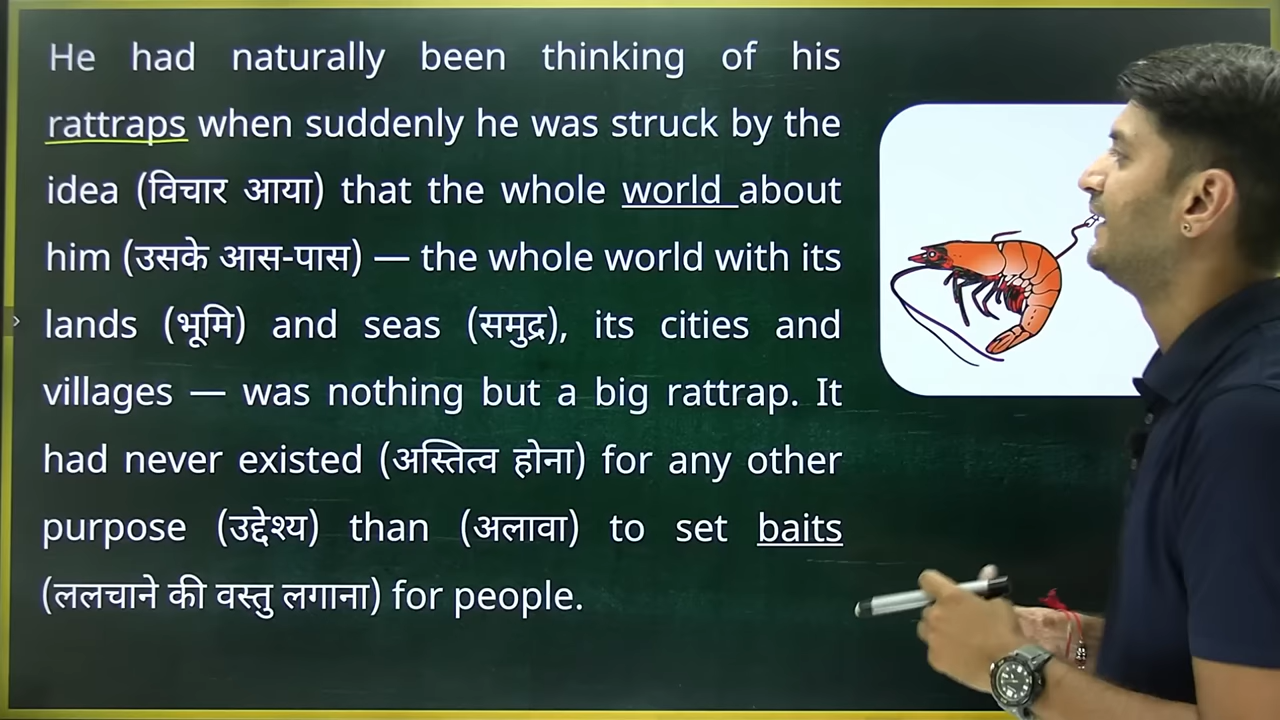 He had naturally been thinking of his
rattraps when suddenly he was struck by the
idea (विचार आया) that the whole world about
him (उसके आस-पास) — the whole world with its
lands (भूमि) and seas (समुद्र), its cities and
villages — was nothing but a big rattrap. It
had never existed (अस्तित्व होना) for any other
purpose (उद्देश्य) than (अलावा) to set baits
(ललचाने की वस्तु लगाना) for people.